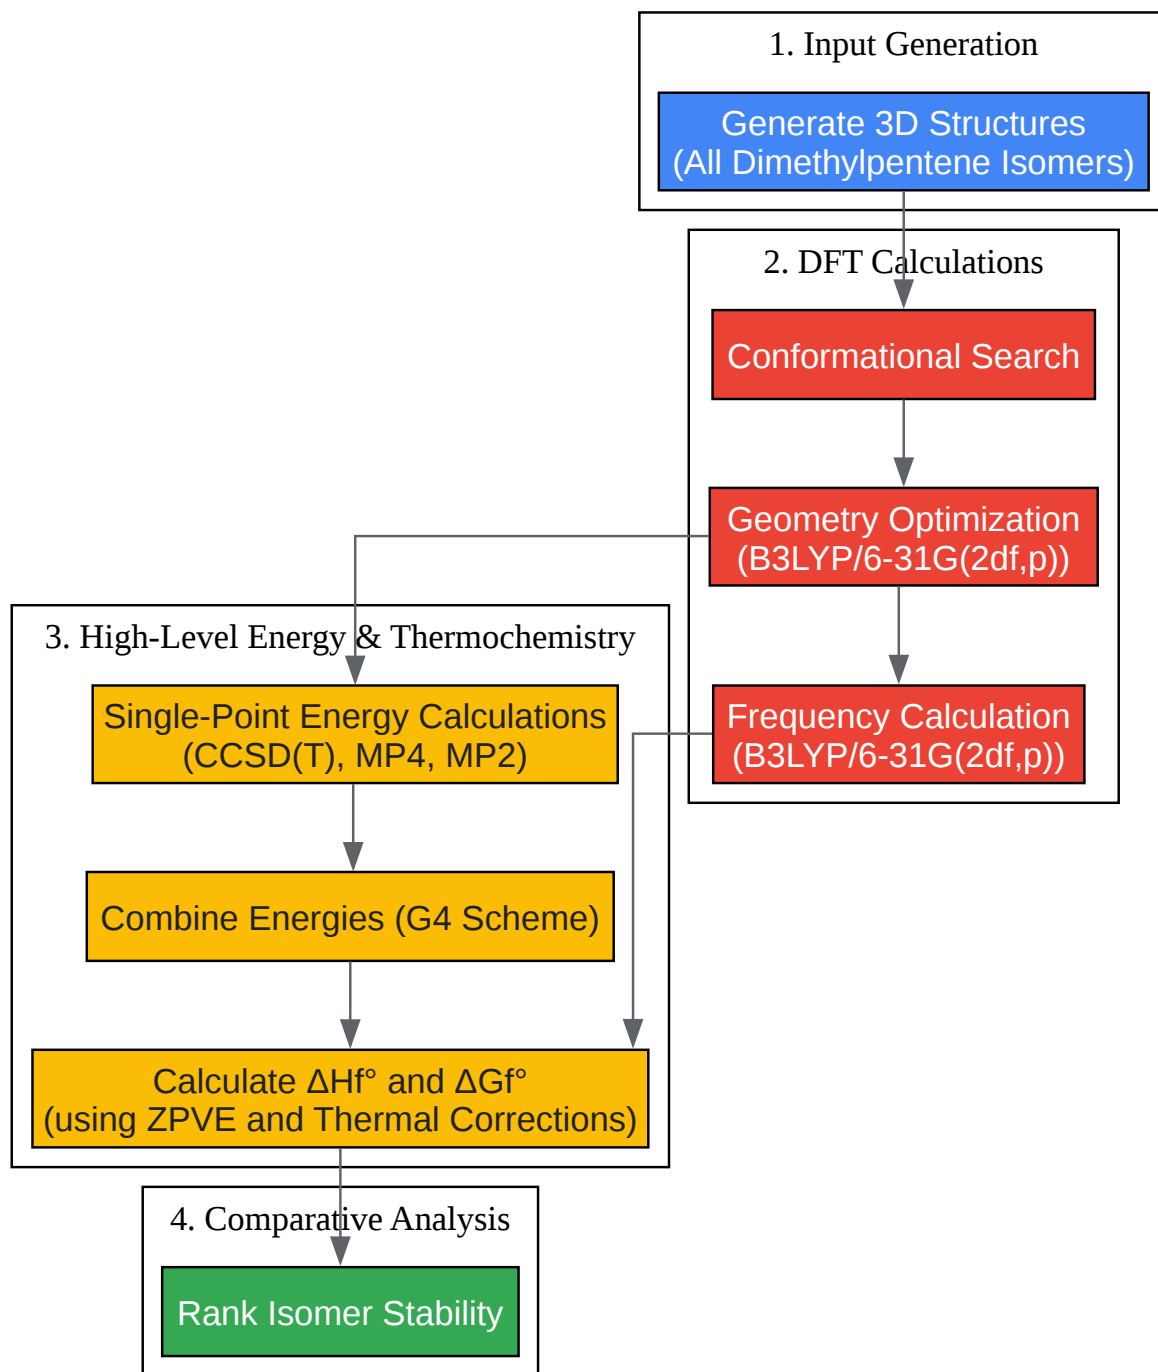 1. Input Generation
Generate 3D Structures
(All Dimethylpentene Isomers)
2. DFT Calculations
Conformational Search
Geometry Optimization
(B3LYP/6-31G(2df,p))
Frequency Calculation
(B3LYP/6-31G(2df,p))
3. High-Level Energy & Thermochemistry
Single-Point Energy Calculations
(CCSD(T), MP4, MP2)
Combine Energies (G4 Scheme)
Calculate ΔHf° and ΔGf°
(using ZPVE and Thermal Corrections)
4. Comparative Analysis
Rank Isomer Stability